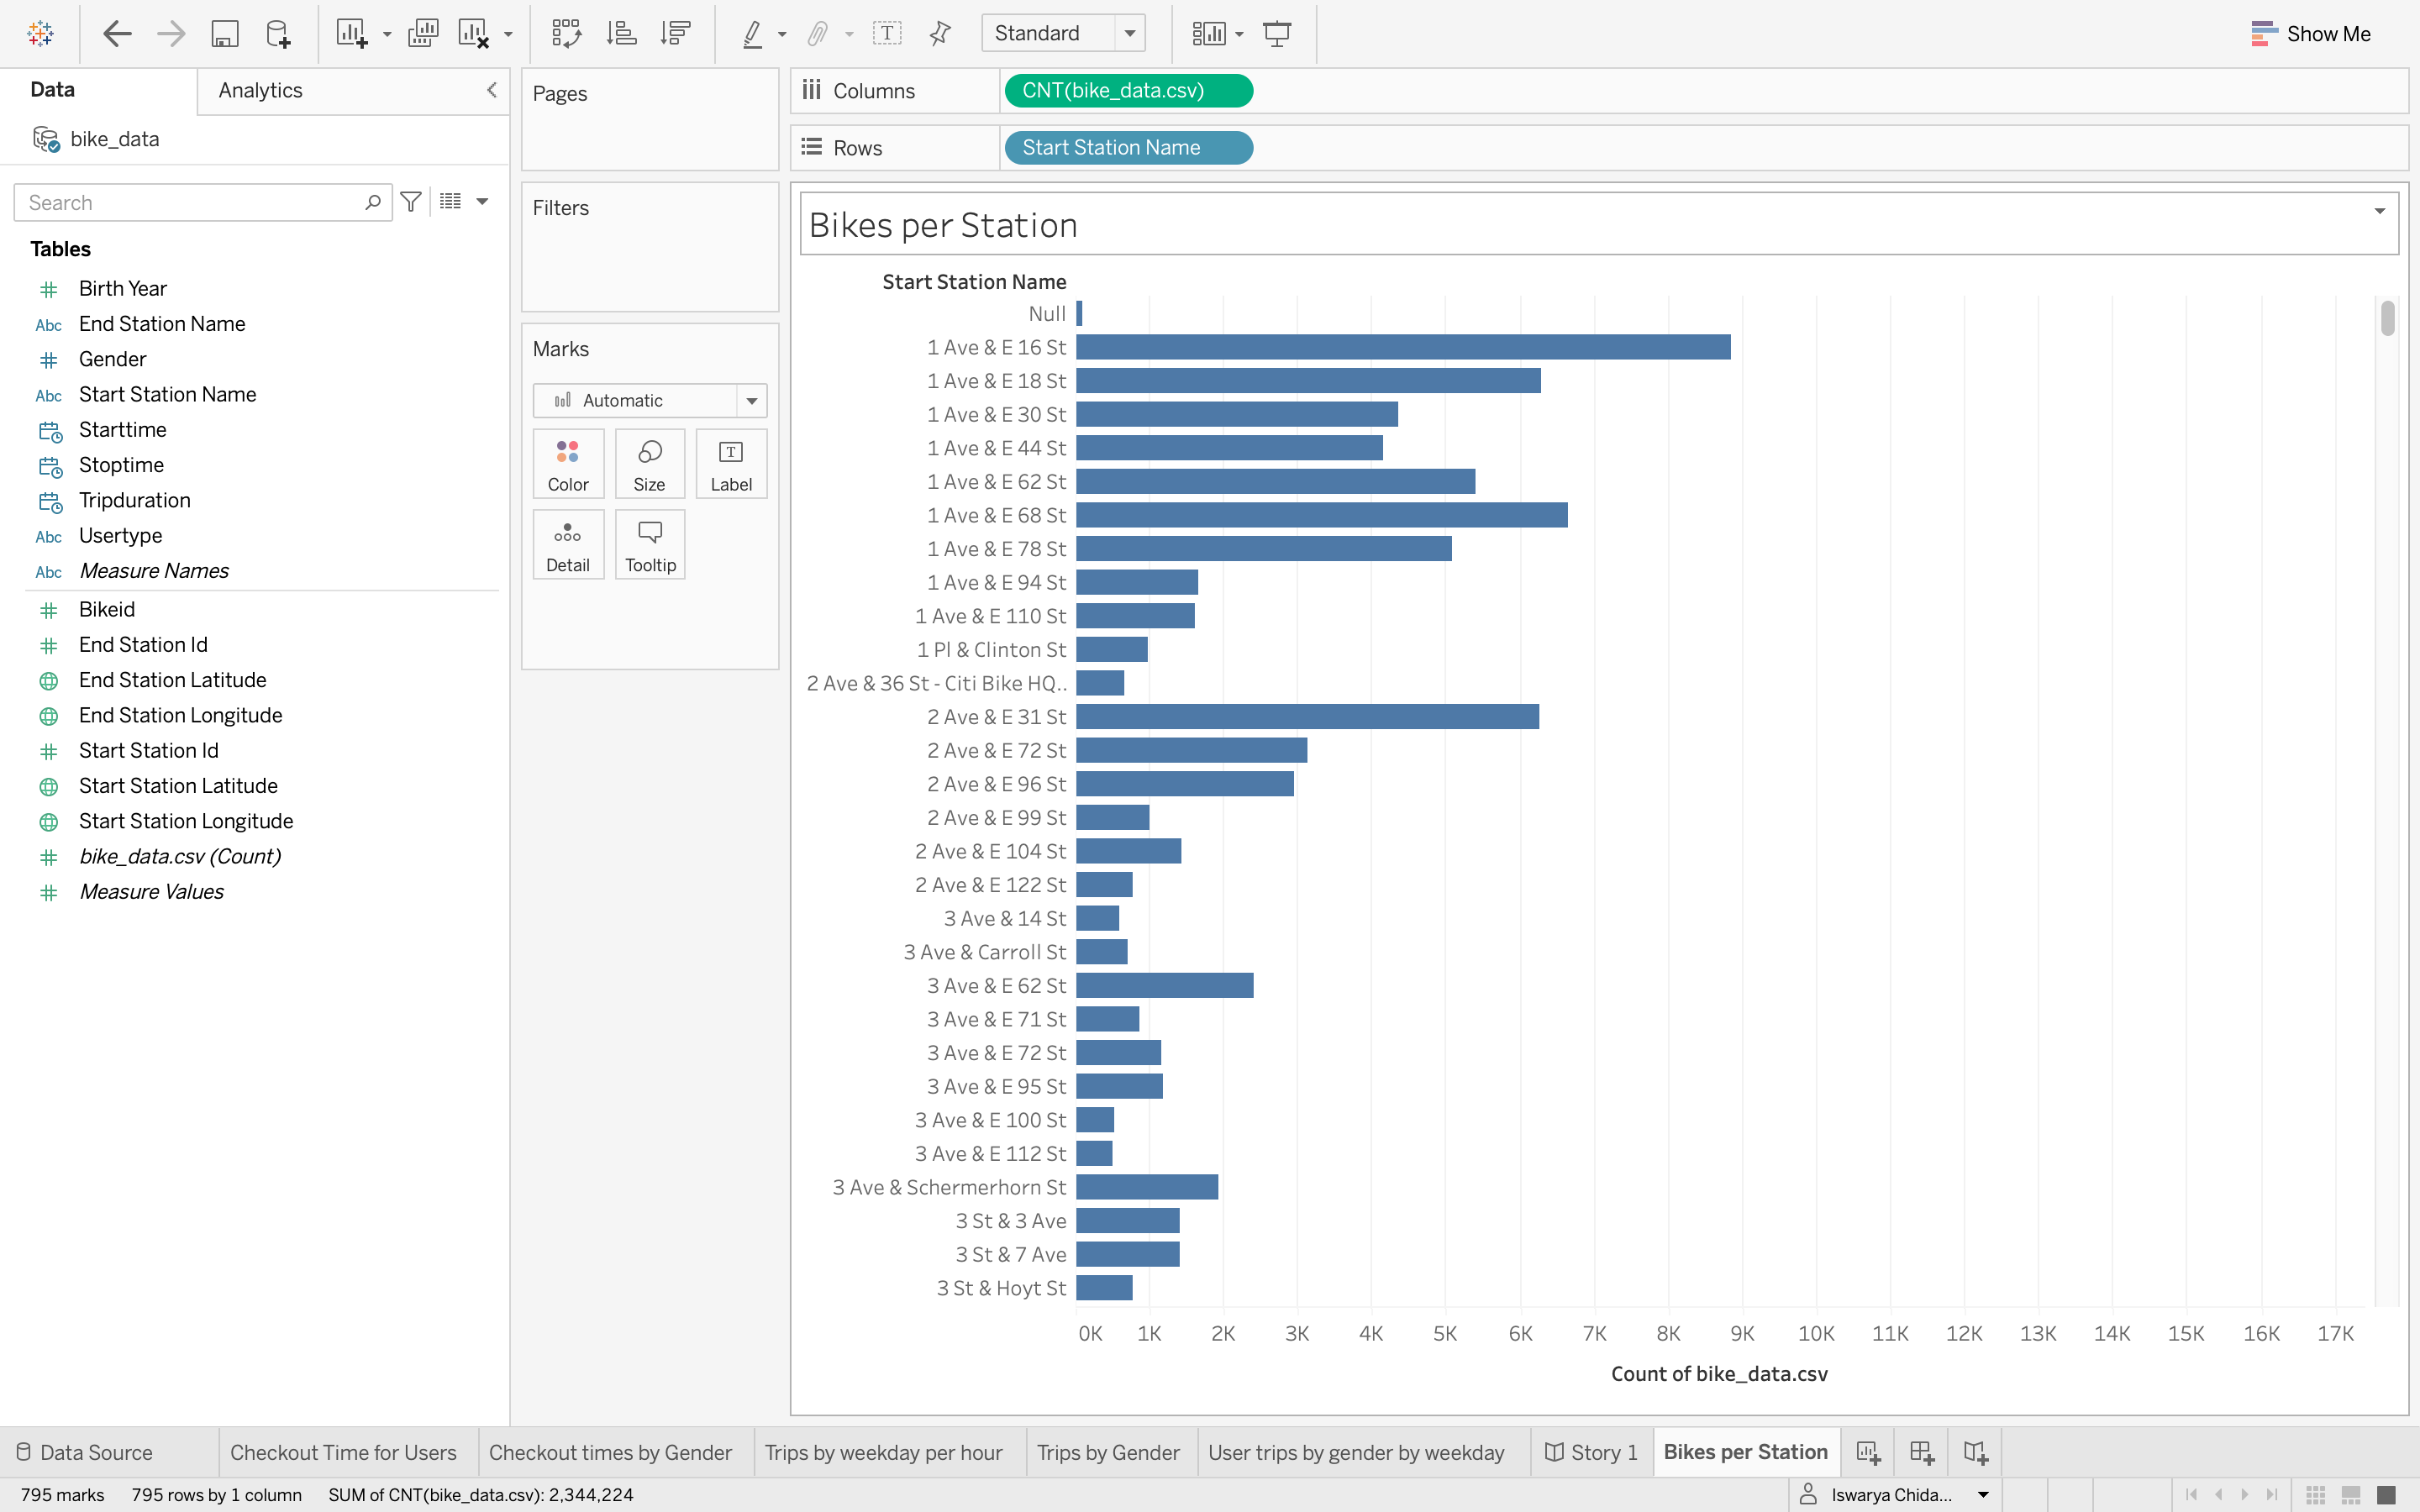 Standard
Show Me
Data
Analytics
bike_data
Search
Tables
Birth Year
Abc End Station Name
Gender
Abc Start Station Name
Starttime
Stoptime
Tripduration
Abc Usertype
Abc Measure Names
Bikeid
End Station Id
End Station Latitude
End Station Longitude
Start Station Id
Start Station Latitude
Start Station Longitude
bike_data.csv (Count)
Measure Values
Pages
Filters
Marks
Automatic
Color Size Label
Detail Tooltip
Columns CNT(bike_data.csv)
Rows Start Station Name
Bikes per Station
Start Station Name
Null
1 Ave & E 16 St
1 Ave & E 18 St
1 Ave & E 30 St
1 Ave & E 44 St
1 Ave & E 62 St
1 Ave & E 68 St
1 Ave & E 78 St
1 Ave & E 94 St
1 Ave & E 110 St
1 Pl & Clinton St
2 Ave & 36 St - Citi Bike HQ..
2 Ave & E 31 St
2 Ave & E 72 St
2 Ave & E 96 St
2 Ave & E 99 St
2 Ave & E 104 St
2 Ave & E 122 St
3 Ave & 14 St
3 Ave & Carroll St
3 Ave & E 62 St
3 Ave & E 71 St
3 Ave & E 72 St
3 Ave & E 95 St
3 Ave & E 100 St
3 Ave & E 112 St
3 Ave & Schermerhorn St
3 St & 3 Ave
3 St & 7 Ave
3 St & Hoyt St
0K 1K 2K 3K 4K 5K 6K 7K 8K 9K 10K 11K 12K 13K 14K 15K 16K 17K
Count of bike_data.csv
Data Source Checkout Time for Users Checkout times by Gender Trips by weekday per hour Trips by Gender User trips by gender by weekday Story 1 Bikes per Station
795 marks 795 rows by 1 column SUM of CNT(bike_data.csv): 2,344,224 Iswarya Chida...